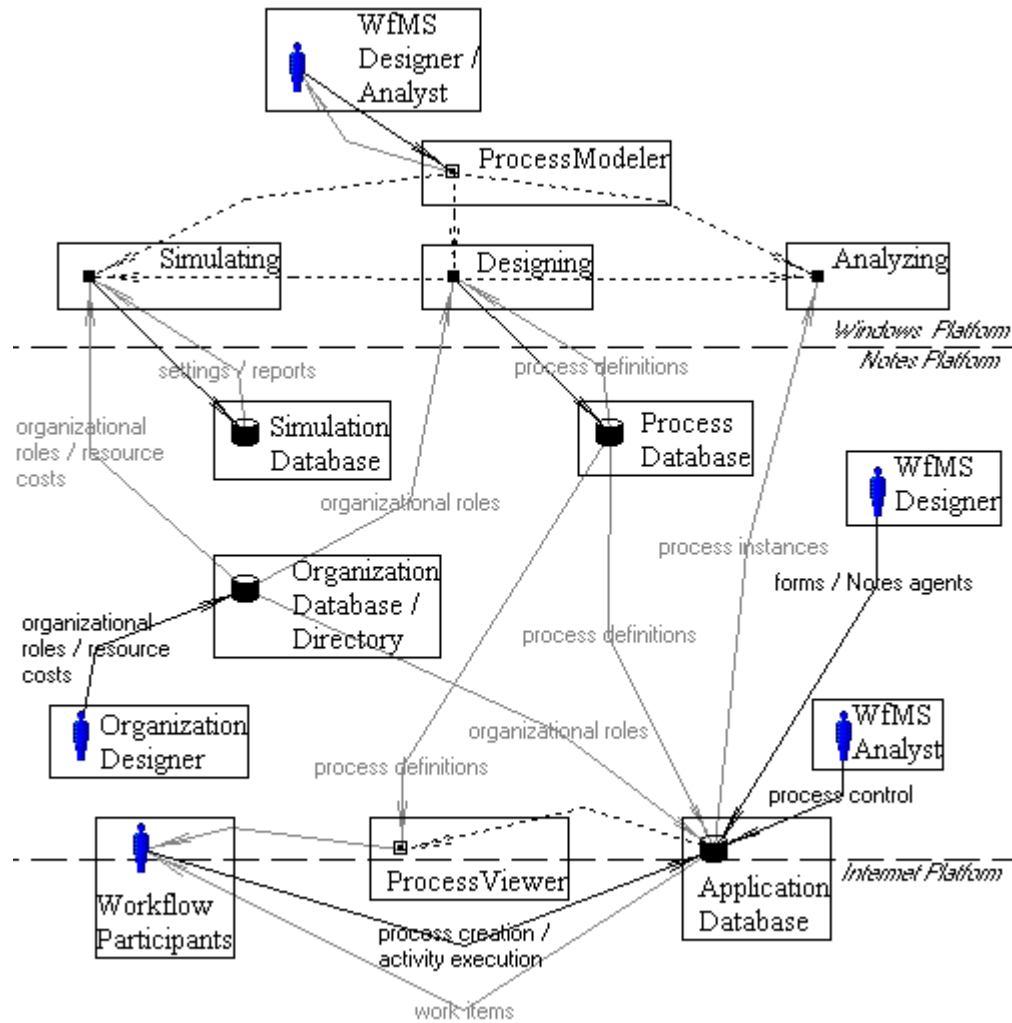 WfMS
Designer /
Analyst
ProcessModeler
Simulating
Designing
Analyzing
Windows Platform
Notes Platform
settings / reports
process definitions
organizational
roles / resource
costs
Simulation
Database
Process
Database
WfMS
Designer
organizational roles
process instances
Organization
Database /
Directory
forms / Notes agents
organizational
roles / resource
costs
process definitions
Organization
Designer
organizational roles
WfMS
Analyst
process definitions
process control
Workflow
Participants
ProcessViewer
Internet Platform
Application
Database
process creation /
activity execution
work items